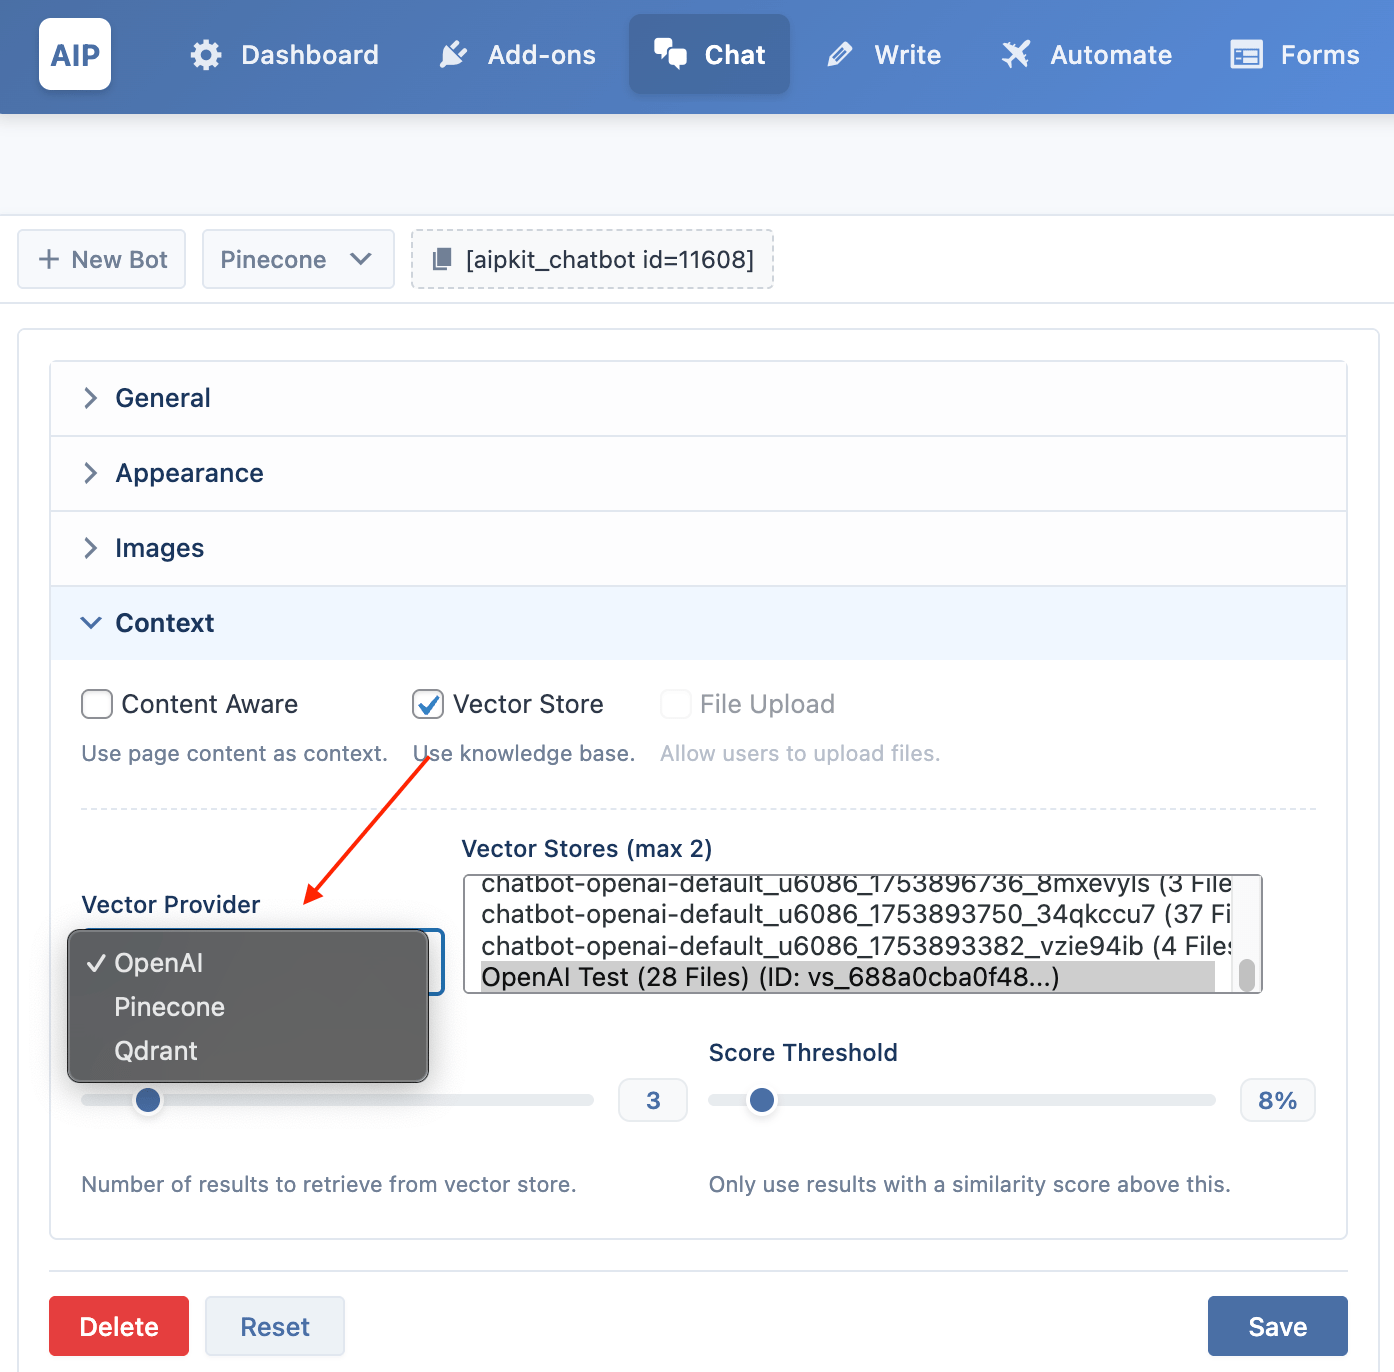 AIP
Dashboard
Add-ons
Chat
Write
Automate
Forms
New Bot
Pinecone
[aipkit_chatbot id=11608]
General
Appearance
Images
Context
Content Aware
Vector Store
File Upload
Use page content as context.
Use knowledge base.
Allow users to upload files.
Vector Provider
OpenAI
Pinecone
Qdrant
Vector Stores (max 2)
chatbot-openai-default_u6086_1753896736_8mxevyls (3 File
chatbot-openai-default_u6086_1753893750_34qkccu7 (37 Fi
chatbot-openai-default_u6086_1753893382_vzie94ib (4 Files
OpenAI Test (28 Files) (ID: vs_688a0cba0f48...)
3
Number of results to retrieve from vector store.
Score Threshold
8%
Only use results with a similarity score above this.
Delete
Reset
Save